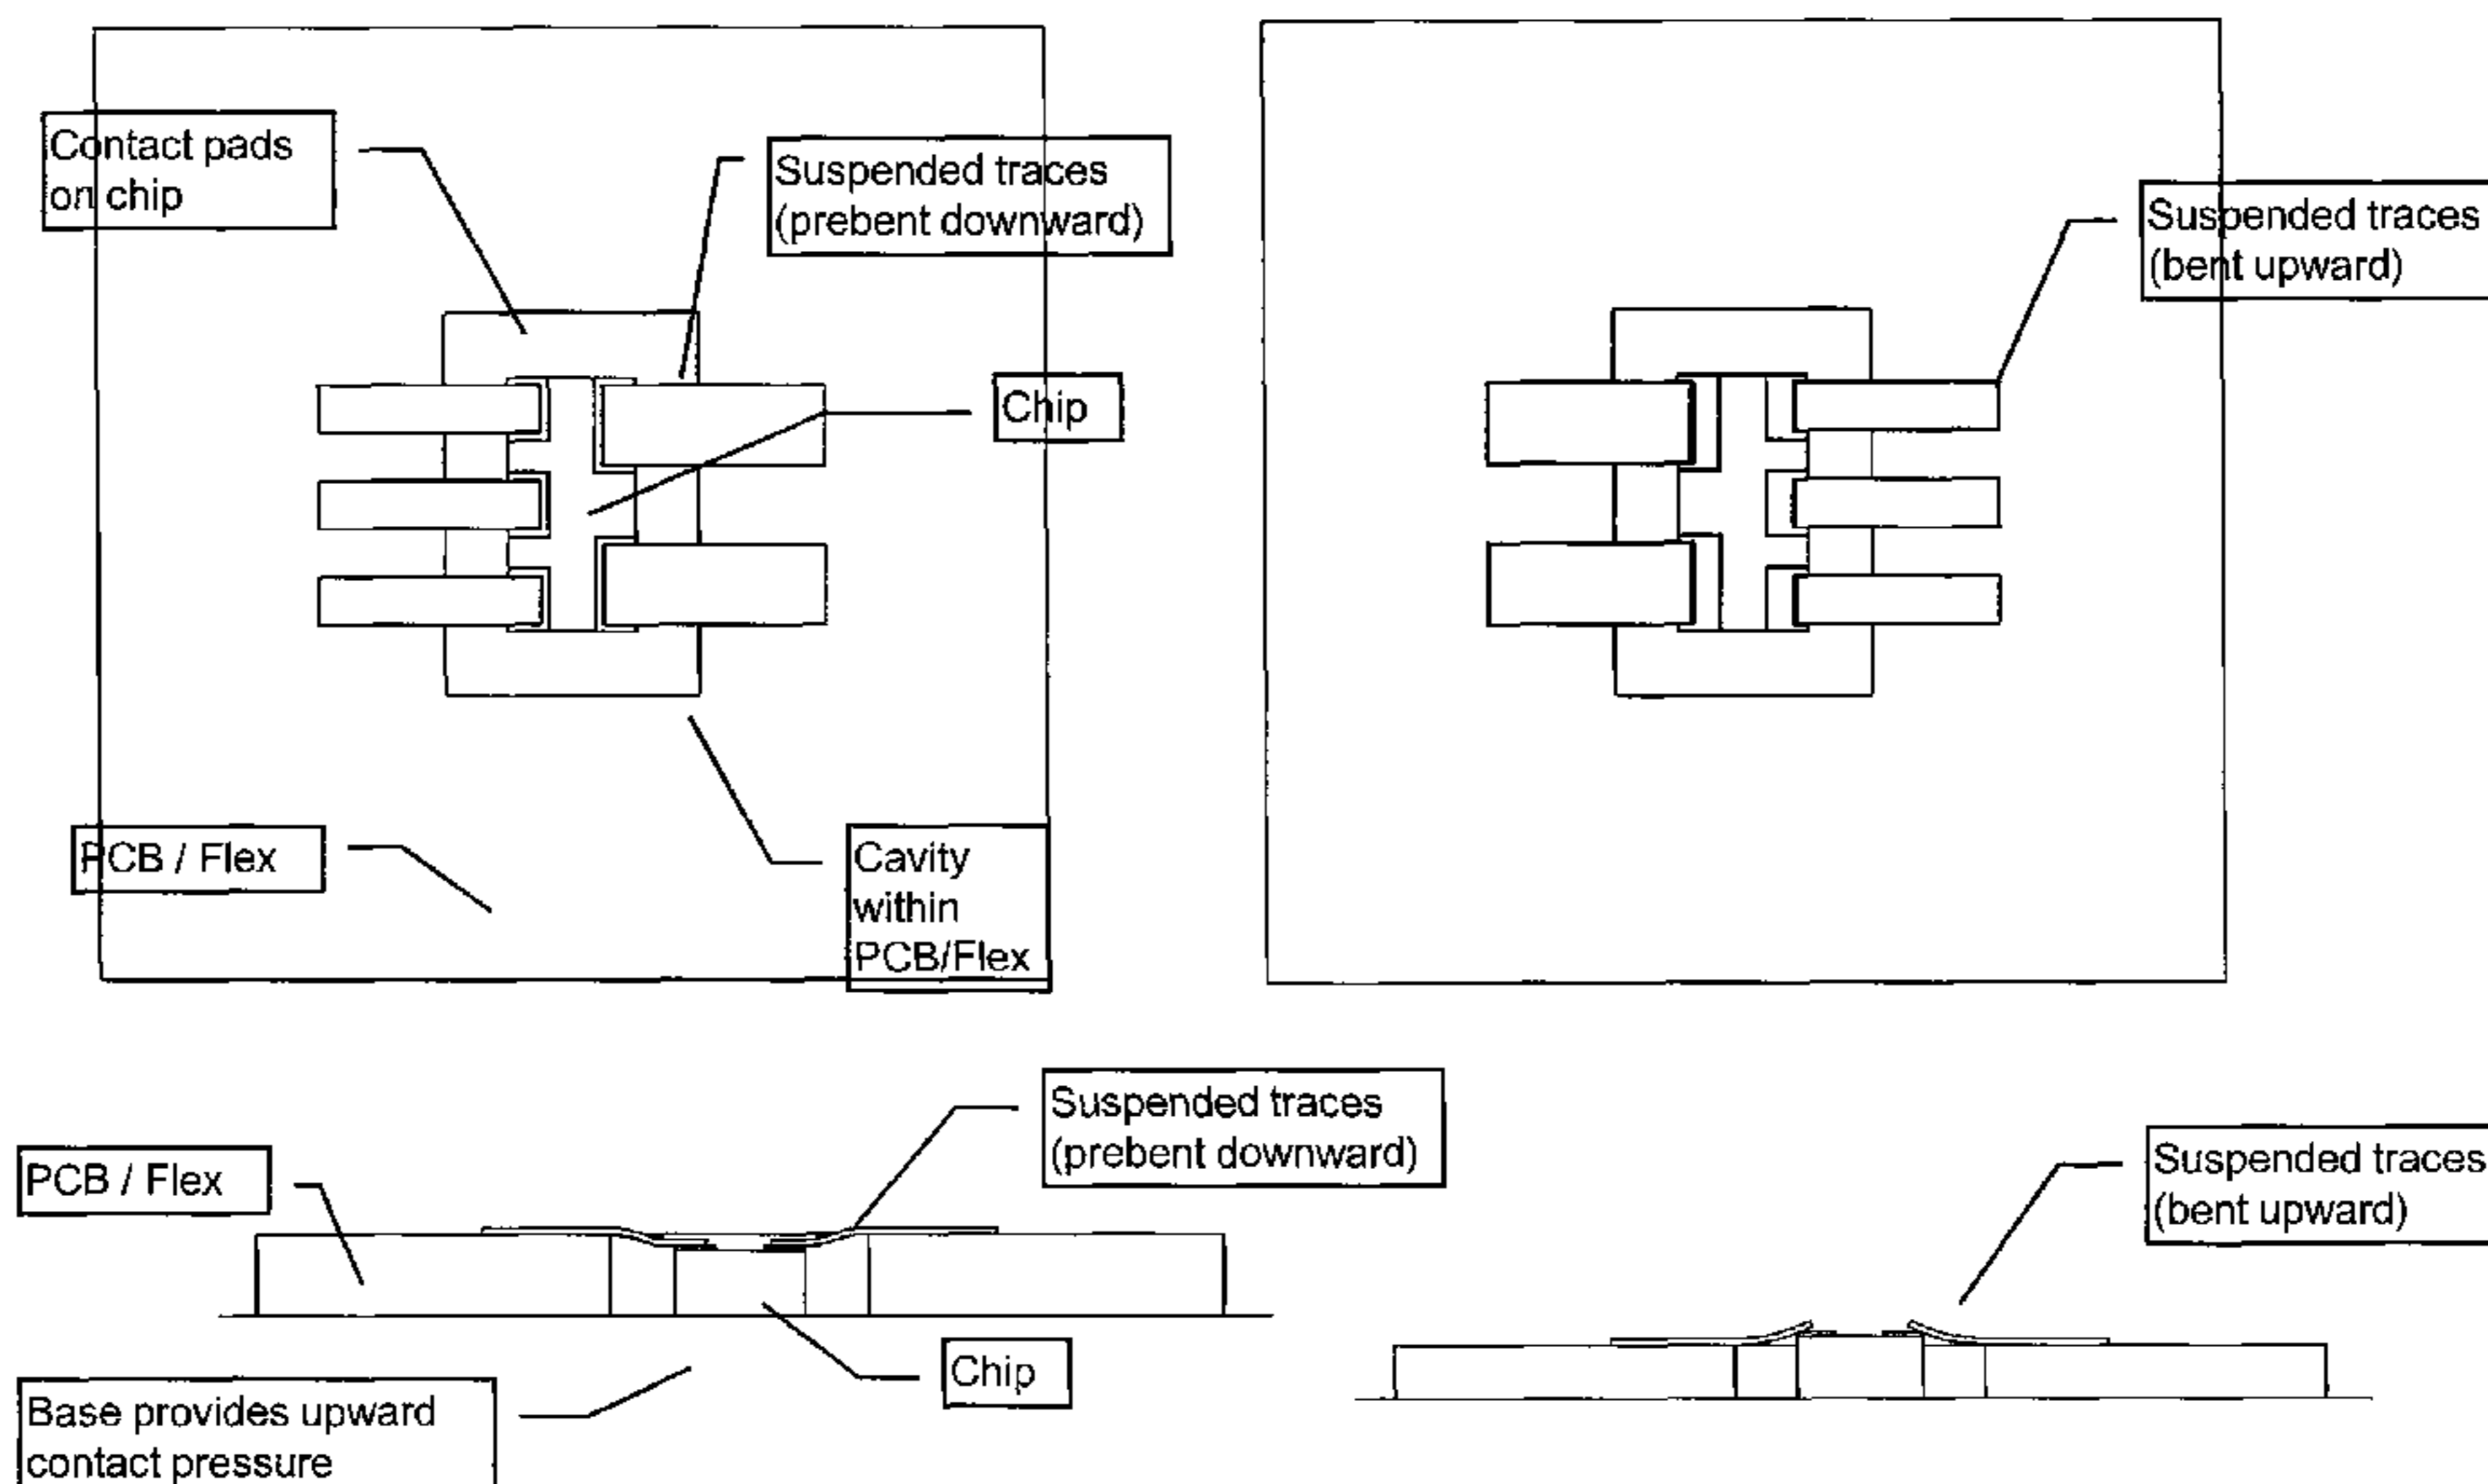 Contact pads
on chip
Suspended traces
(prebent downward)
Chip
PCB / Flex
Cavity
within
PCB/Flex
Suspended traces
(bent upward)
PCB / Flex
Suspended traces
(prebent downward)
Chip
Base provides upward
contact pressure
Suspended traces
(bent upward)